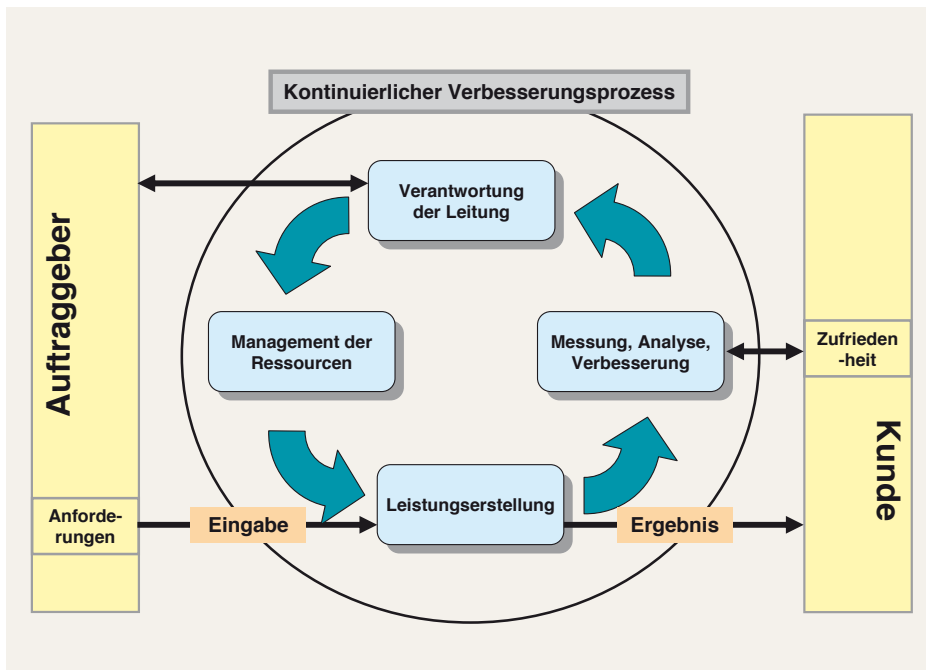 Kontinuierlicher Verbesserungsprozess
Auftraggeber
Verantwortung
der Leitung
Management der
Ressourcen
Messung, Analyse,
Verbesserung
Zufrieden
-heit
Kunde
Leistungserstellung
Anforde-
rungen
Eingabe
Ergebnis